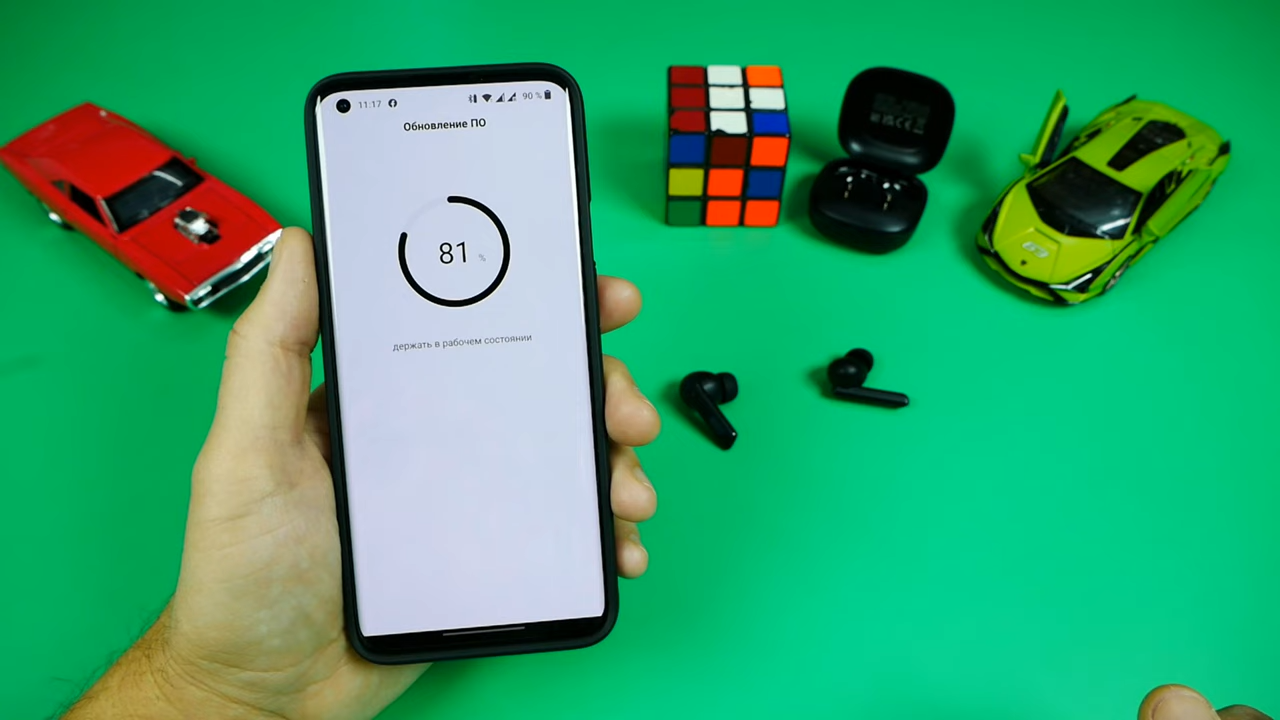 11:17 90 %
Обновление ПО
81 %
держать в рабочем состоянии